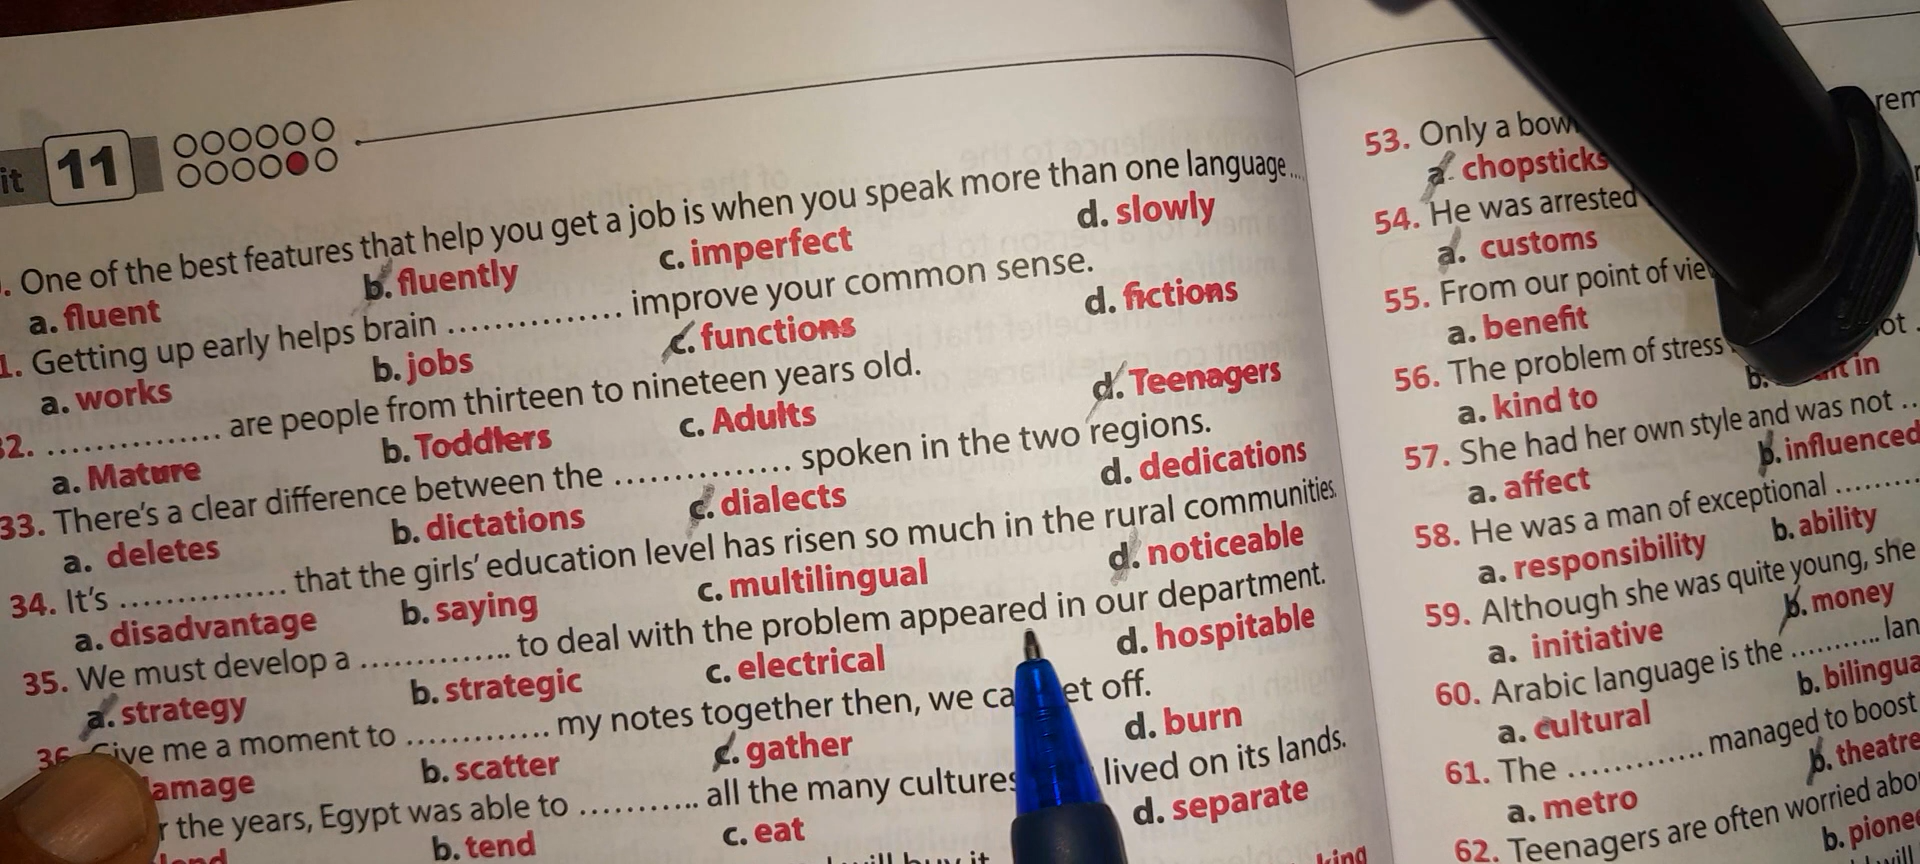 it 11
. One of the best features that help you get a job is when you speak more than one language ...
a. fluent b. fluently c. imperfect d. slowly
1. Getting up early helps brain ............... improve your common sense.
a. works b. jobs c. functions d. fictions
32. ............... are people from thirteen to nineteen years old.
a. Mature b. Toddlers c. Adults d. Teenagers
33. There's a clear difference between the ............... spoken in the two regions.
a. deletes b. dictations c. dialects d. dedications
34. It's ............... that the girls' education level has risen so much in the rural communities.
a. disadvantage b. saying c. multilingual d. noticeable
35. We must develop a ............... to deal with the problem appeared in our department.
a. strategy b. strategic c. electrical d. hospitable
36. Give me a moment to ............... my notes together then, we ca et off.
amage b. scatter c. gather d. burn
r the years, Egypt was able to ............ all the many cultures lived on its lands.
b. tend c. eat d. separate
53. Only a bow rem
a. chopsticks
54. He was arrested
a. customs
55. From our point of vie
a. benefit
56. The problem of stress ot
a. kind to b. in
57. She had her own style and was not ...
a. affect b. influenced
58. He was a man of exceptional .........
a. responsibility b. ability
59. Although she was quite young, she
a. initiative b. money
60. Arabic language is the ........... lan
a. cultural b. bilingua
61. The ............... managed to boost
a. metro b. theatre
62. Teenagers are often worried abo
b. pione